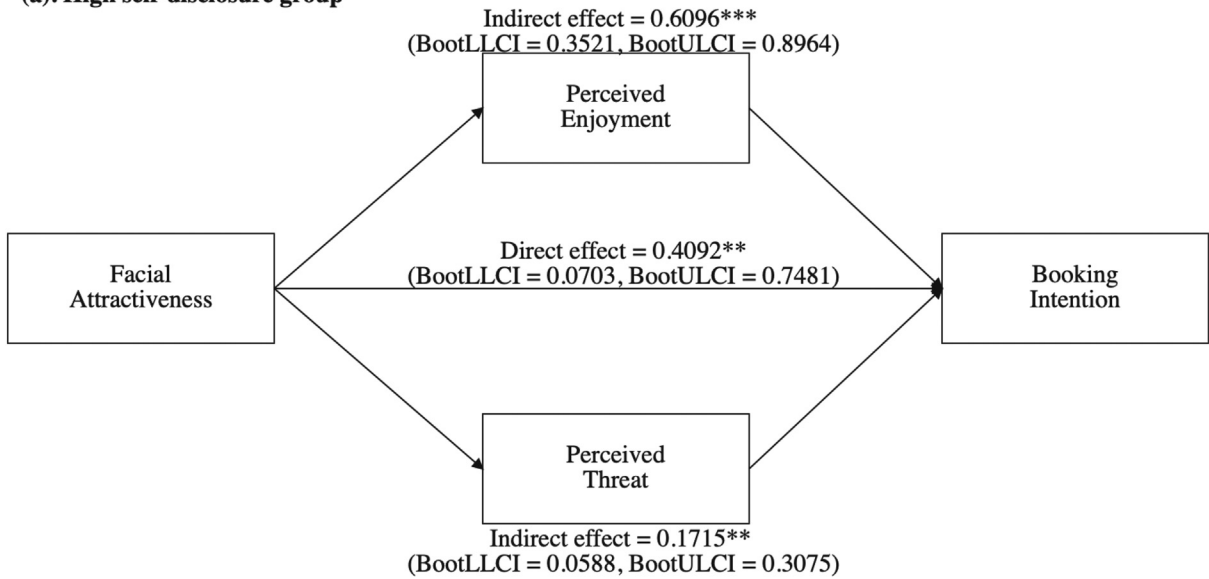 (a). High self-disclosure group
Indirect effect = 0.6096***
(BootLLCI = 0.3521, BootULCI = 0.8964)
Perceived
Enjoyment
Direct effect = 0.4092**
(BootLLCI = 0.0703, BootULCI = 0.7481)
Facial
Attractiveness
Booking
Intention
Perceived
Threat
Indirect effect = 0.1715**
(BootLLCI = 0.0588, BootULCI = 0.3075)